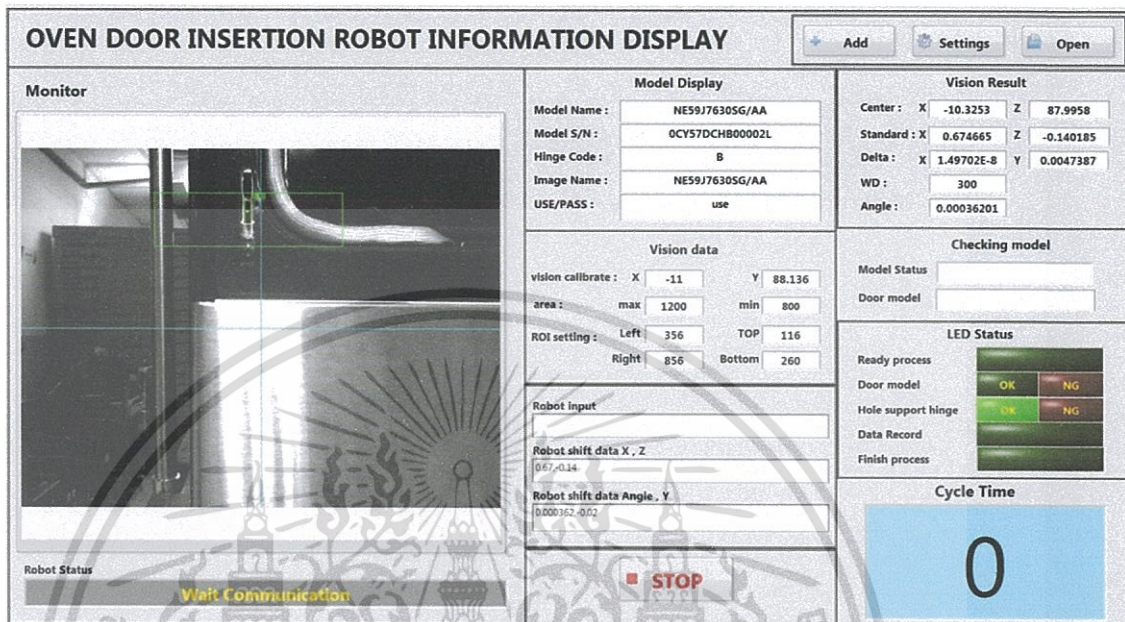 OVEN DOOR INSERTION ROBOT INFORMATION DISPLAY
Add Settings Open
Monitor
Robot Status
Wait Communication
Model Display
Model Name : NE59J7630SG/AA
Model S/N : 0CY57DCHB00002L
Hinge Code : B
Image Name : NE59J7630SG/AA
USE/PASS : use
Vision data
vision calibrate : X -11 Y 88.136
area : max 1200 min 800
ROI setting : Left 356 TOP 116
Right 856 Bottom 260
Robot input
Robot shift data X , Z
0.67,-0.14
Robot shift data Angle , Y
0.000362,-0.02
STOP
Vision Result
Center : X -10.3253 Z 87.9958
Standard : X 0.674665 Z -0.140185
Delta : X 1.49702E-8 Y 0.0047387
WD : 300
Angle : 0.00036201
Checking model
Model Status
Door model
LED Status
Ready process
Door model OK NG
Hole support hinge OK NG
Data Record
Finish process
Cycle Time
0